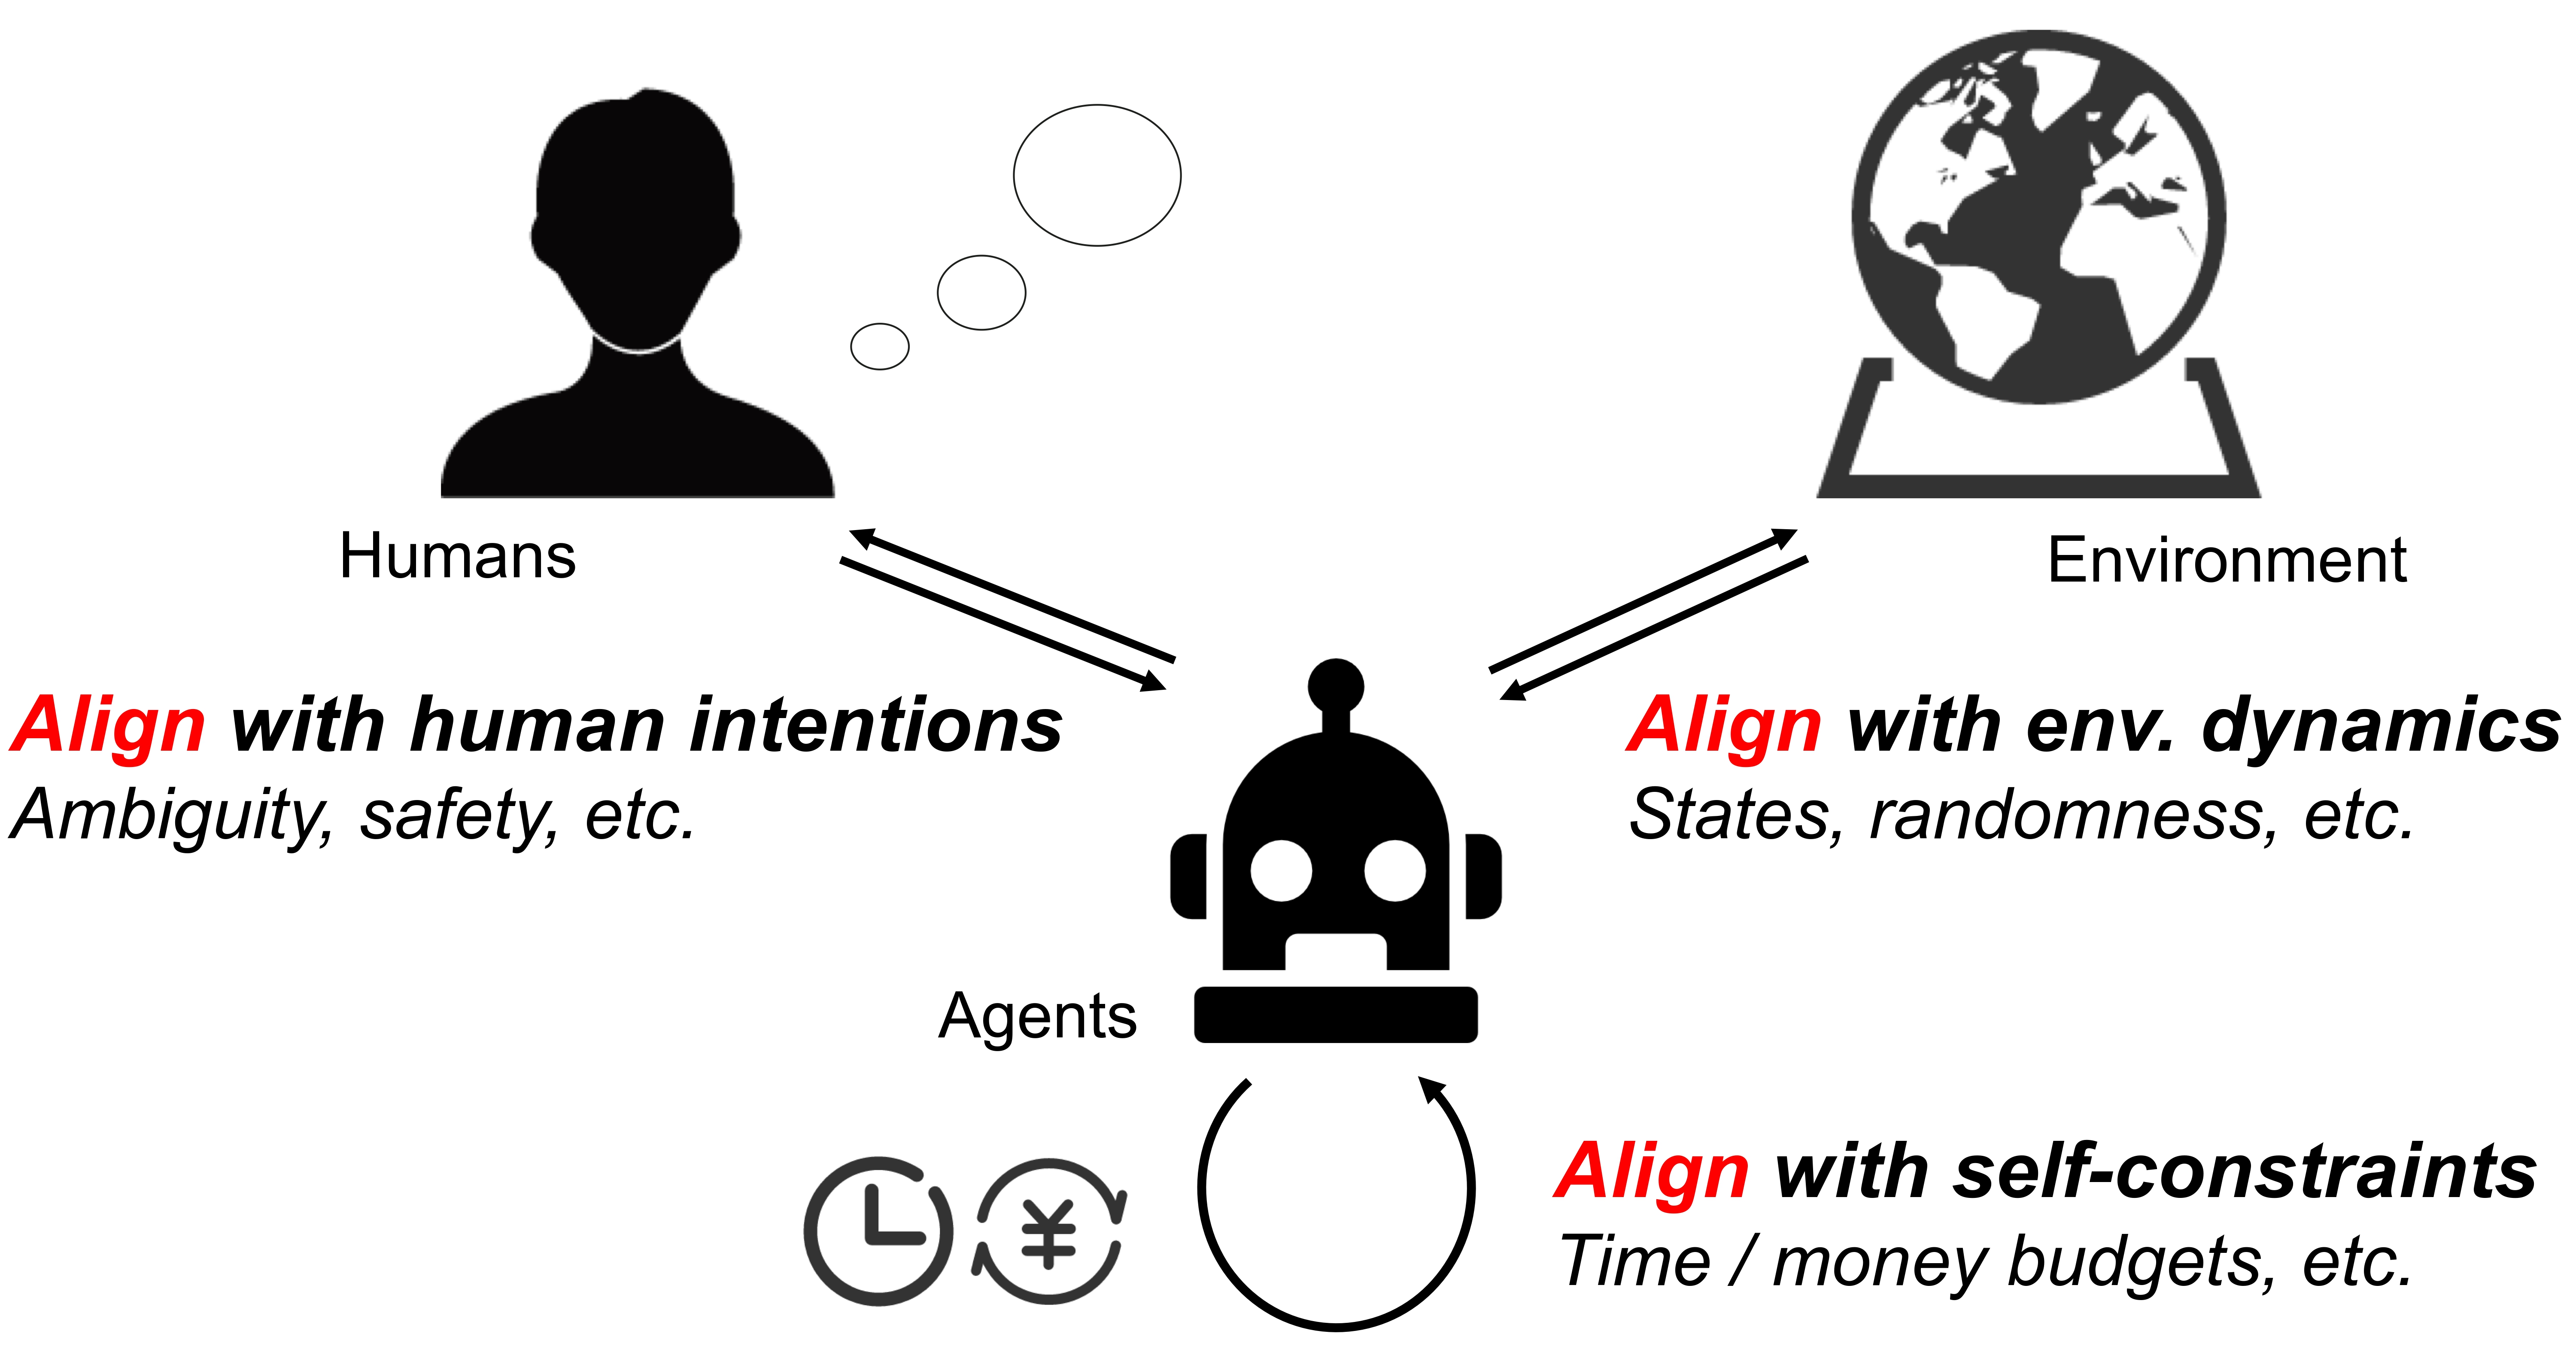 Humans
Environment
Align with human intentions
Ambiguity, safety, etc.
Align with env. dynamics
States, randomness, etc.
Agents
¥
Align with self-constraints
Time / money budgets, etc.